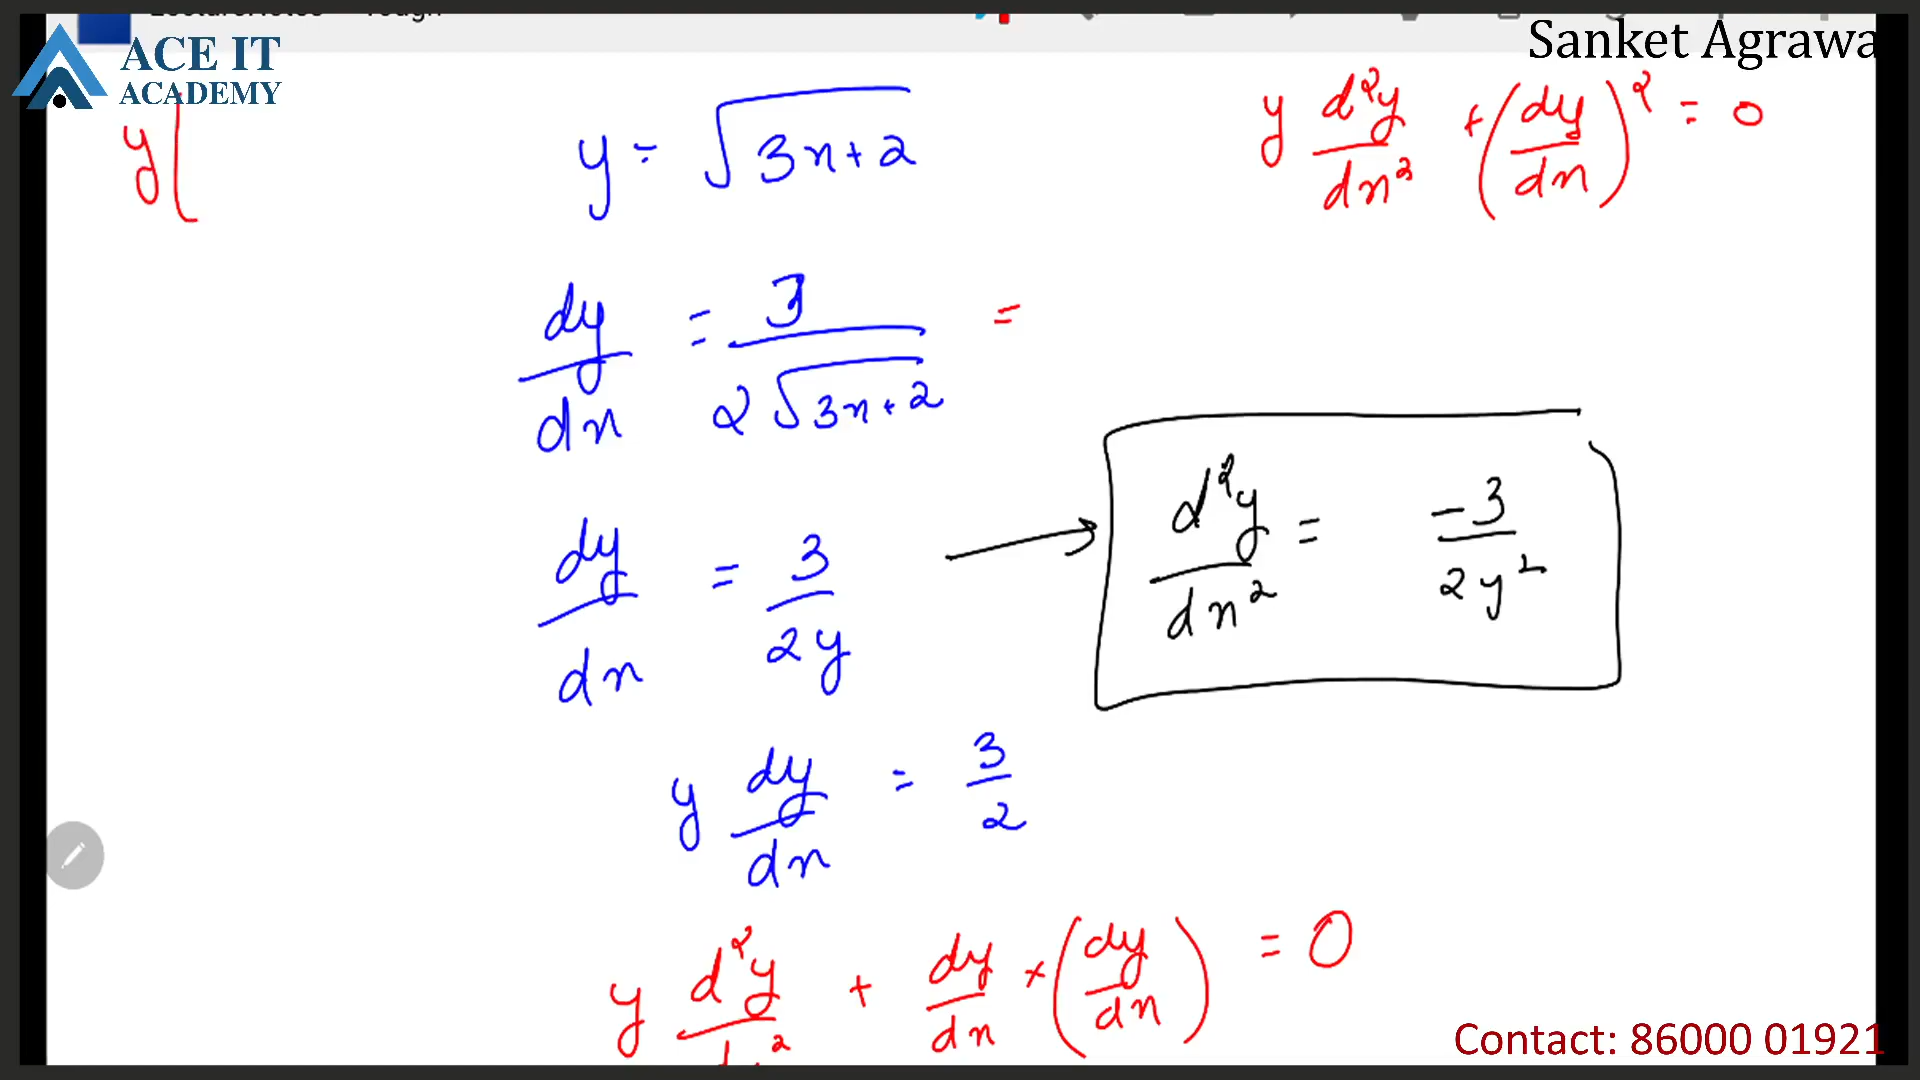 ACE IT
ACADEMY
Sanket Agrawa
y
y = √3x+2
y d²y/dx² + (dy/dx)² = 0
dy/dx = 3/2√3x+2 =
dy/dx = 3/2y → d²y/dx² = -3/2y²
y dy/dx = 3/2
y d²y + dy/dx × (dy/dx) = 0
Contact: 86000 01921